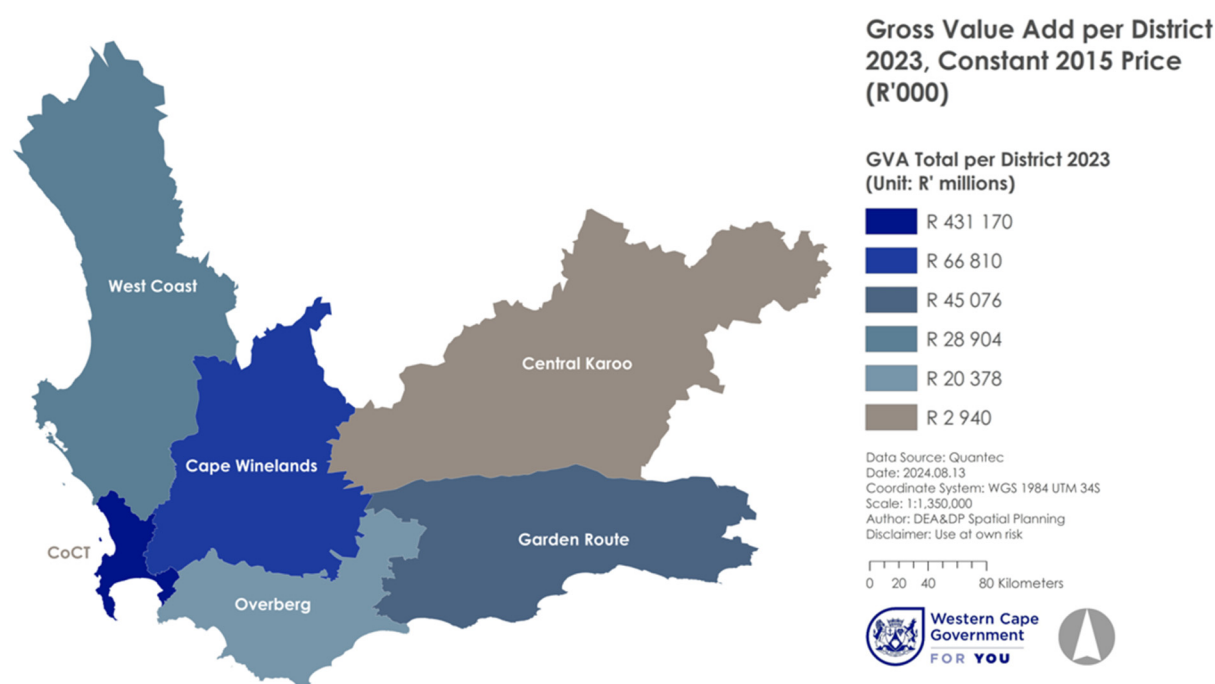 Gross Value Add per District
2023, Constant 2015 Price
(R'000)
GVA Total per District 2023
(Unit: R' millions)
R 431 170
R 66 810
R 45 076
R 28 904
R 20 378
R 2 940
West Coast
Central Karoo
Cape Winelands
Garden Route
CoCT
Overberg
Data Source: Quantec
Date: 2024.08.13
Coordinate System: WGS 1984 UTM 34S
Scale: 1:1,350,000
Author: DEA&DP Spatial Planning
Disclaimer: Use at own risk
0 20 40 80 Kilometers
Western Cape
Government
FOR YOU